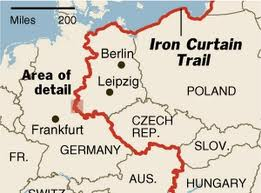 Miles 200
Berlin
Iron Curtain
Trail
Area of
detail
Leipzig
POLAND
Frankfurt
CZECH
REP.
GERMANY
SLOV.
FR.
AUS.
HUNGARY
SWITZ.